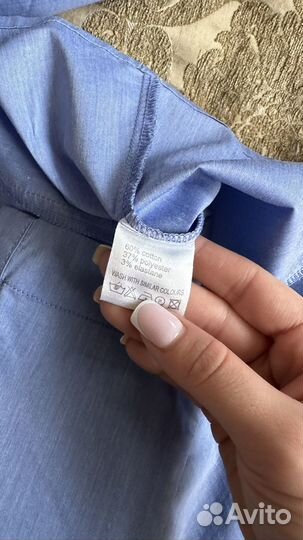 60% cotton
37% polyester
3% elastane
WASH WITH SIMILAR COLOURS
Avito